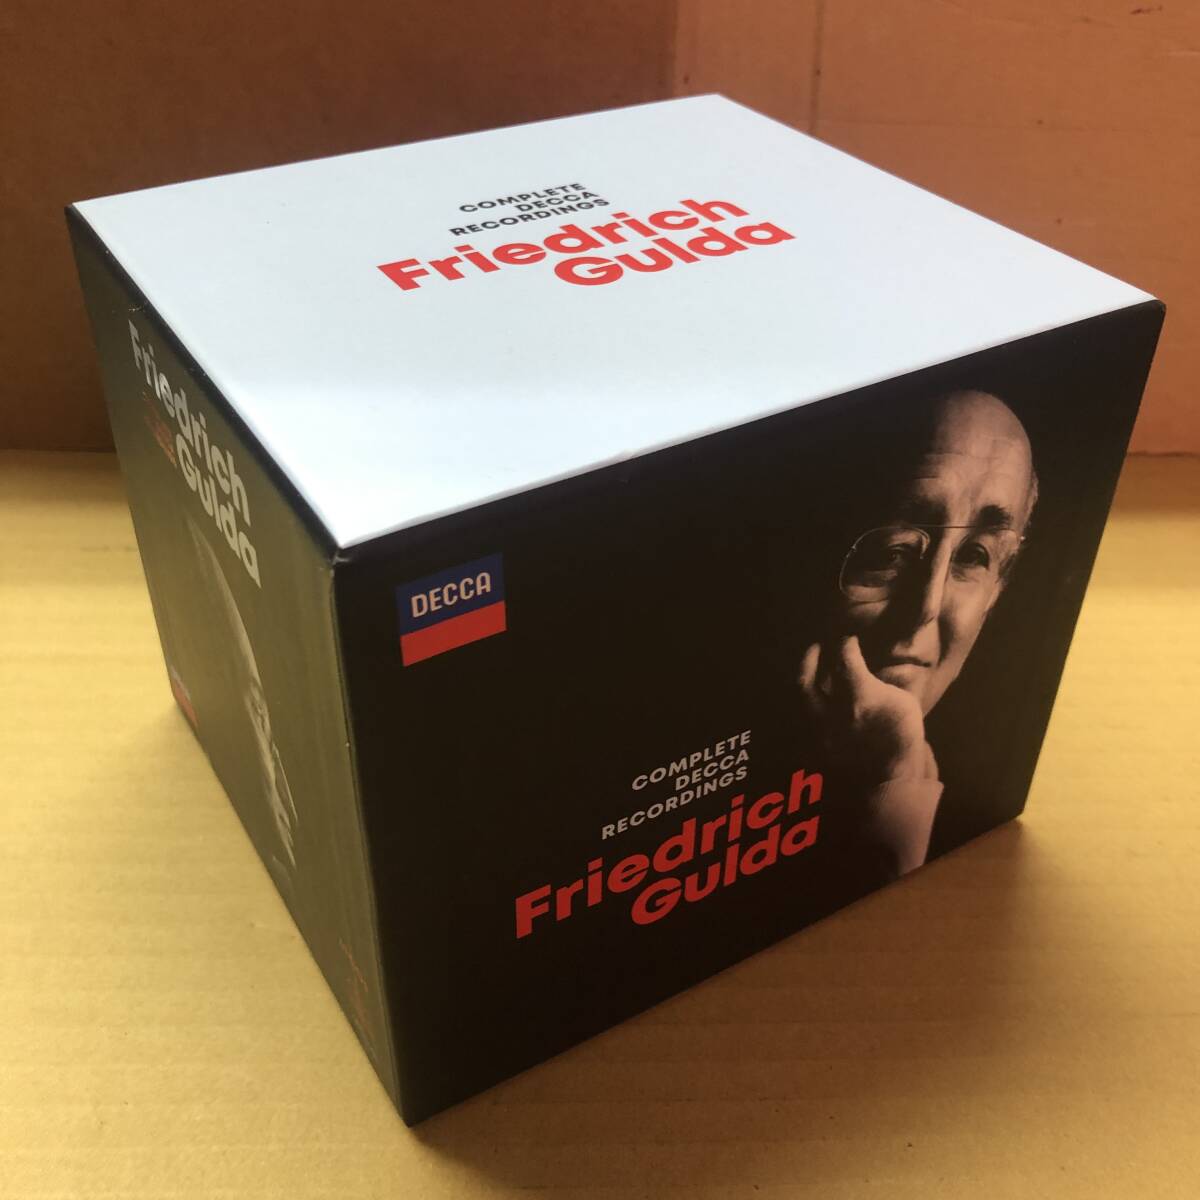 COMPLETE
DECCA
RECORDINGS
Friedrich
Gulda
Friedrich
Gulda
DECCA
COMPLETE
DECCA
RECORDINGS
Friedrich
Gulda